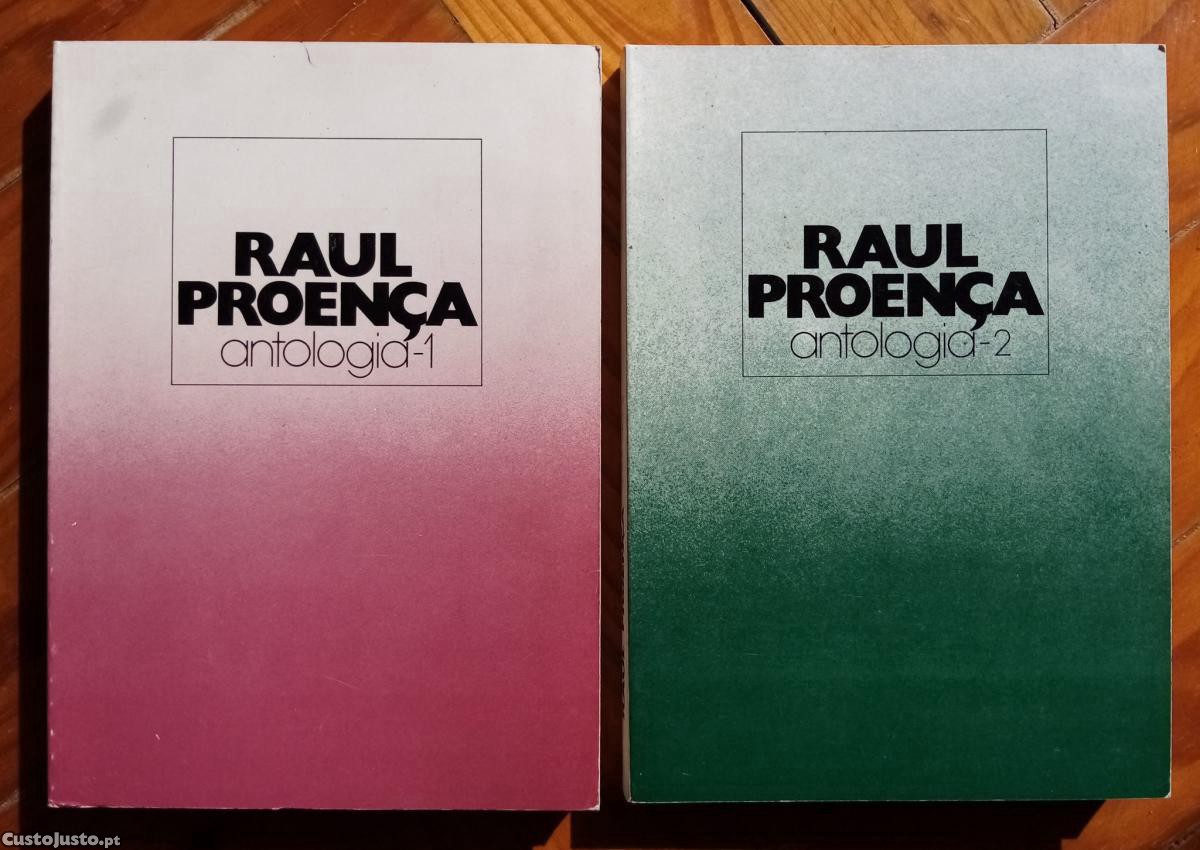 RAUL
PROENÇA
antologia-1
RAUL
PROENÇA
antologia-2
CustoJusto.pt